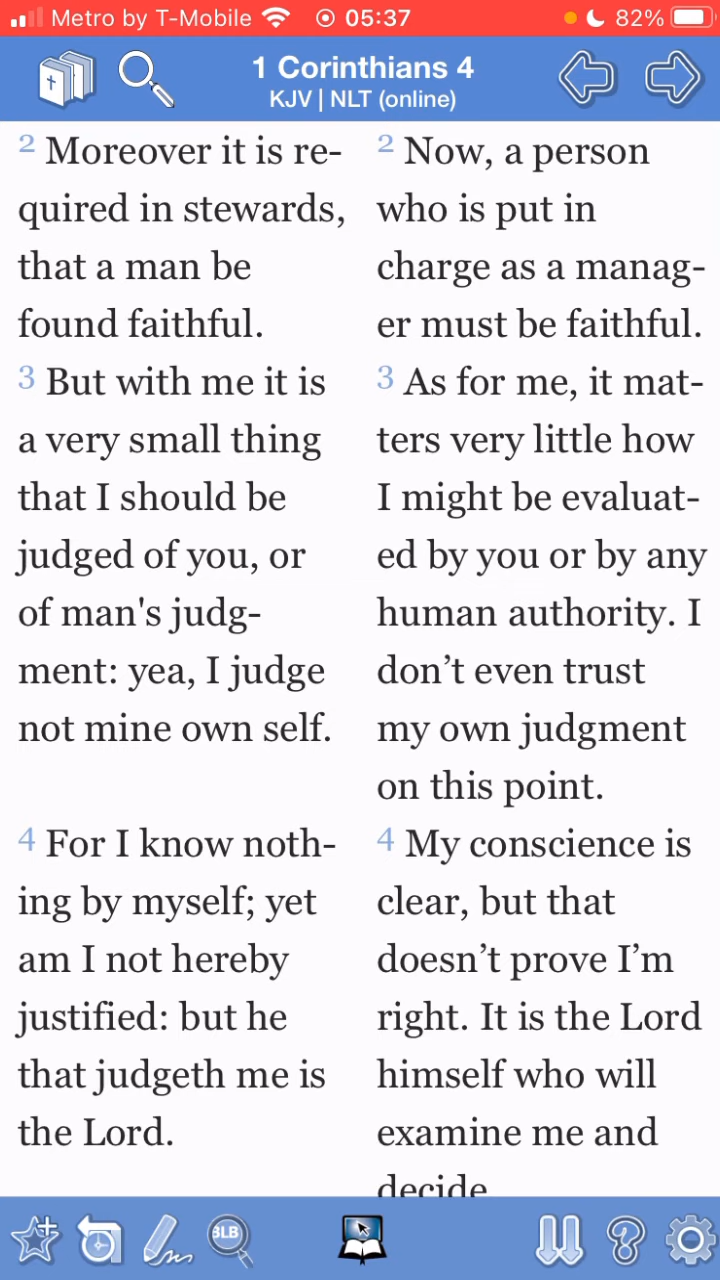 Metro by T-Mobile 05:37 82%
1 Corinthians 4
KJV | NLT (online)
2 Moreover it is re-
quired in stewards,
that a man be
found faithful.
3 But with me it is
a very small thing
that I should be
judged of you, or
of man's judg-
ment: yea, I judge
not mine own self.
4 For I know noth-
ing by myself; yet
am I not hereby
justified: but he
that judgeth me is
the Lord.
2 Now, a person
who is put in
charge as a manag-
er must be faithful.
3 As for me, it mat-
ters very little how
I might be evaluat-
ed by you or by any
human authority. I
don’t even trust
my own judgment
on this point.
4 My conscience is
clear, but that
doesn’t prove I’m
right. It is the Lord
himself who will
examine me and
decide
BLB